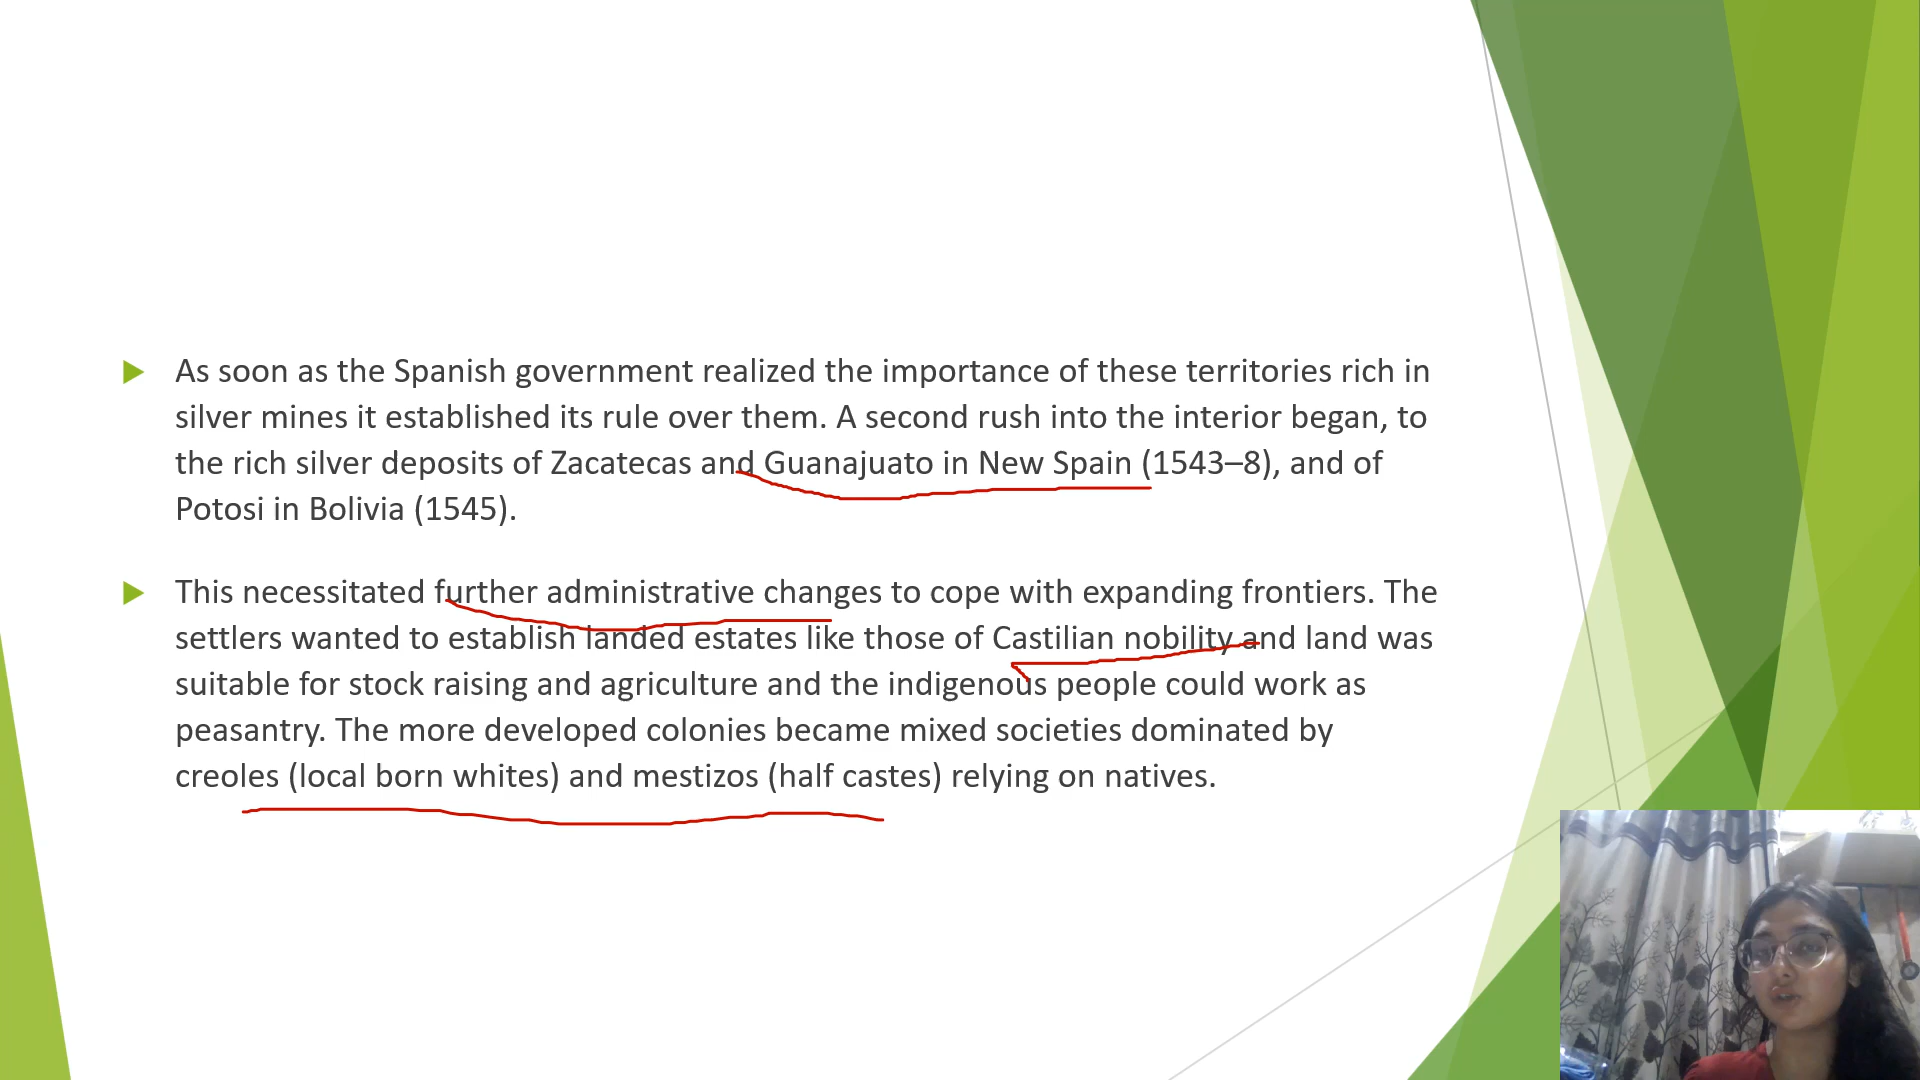 As soon as the Spanish government realized the importance of these territories rich in
silver mines it established its rule over them. A second rush into the interior began, to
the rich silver deposits of Zacatecas and Guanajuato in New Spain (1543–8), and of
Potosi in Bolivia (1545).
This necessitated further administrative changes to cope with expanding frontiers. The
settlers wanted to establish landed estates like those of Castilian nobility and land was
suitable for stock raising and agriculture and the indigenous people could work as
peasantry. The more developed colonies became mixed societies dominated by
creoles (local born whites) and mestizos (half castes) relying on natives.